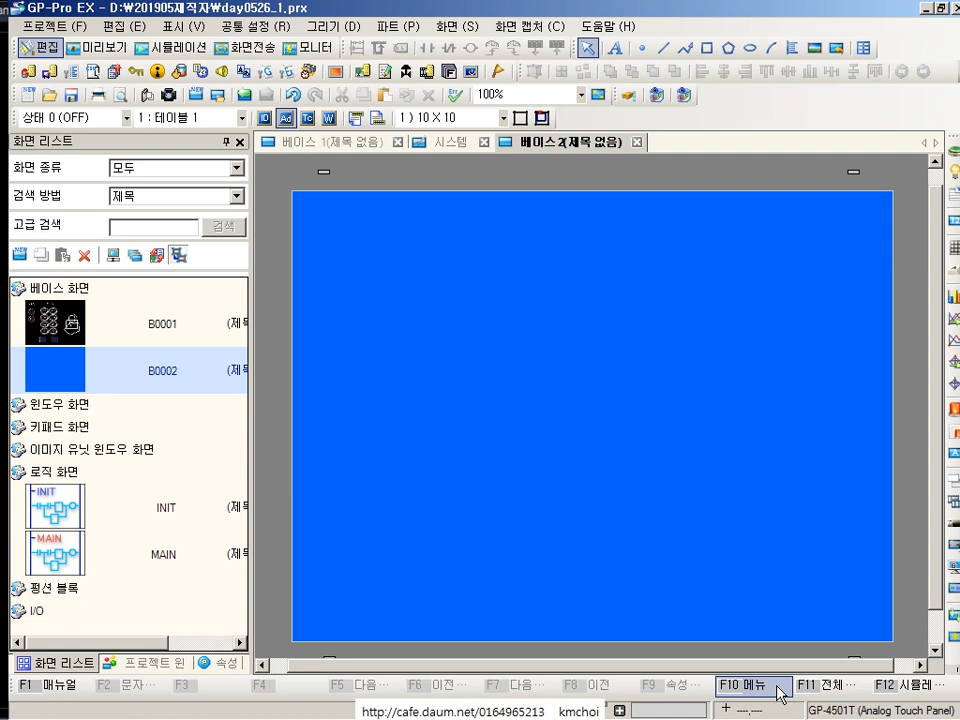 GP-Pro EX - D:₩201905재직자₩day0526_1.prx
프로젝트 (F) 편집 (E) 표시 (V) 공통 설정 (R) 그리기 (D) 파트 (P) 화면 (S) 화면 캡처 (C) 도움말 (H)
편집 미리보기 시뮬레이션 화면전송 모니터
100%
상태 0 (OFF) 1 : 테이블 1 1 ) 10 X 10
화면 리스트
베이스 1(제목 없음) 시스템 베이스 2(제목 없음)
화면 종류 모두
검색 방법 제목
고급 검색 검색
베이스 화면
B0001 (제목
B0002 (제목
윈도우 화면
키패드 화면
이미지 유닛 윈도우 화면
로직 화면
INIT INIT (제목
MAIN MAIN (제목
펑션 블록
I/O
화면 리스트 프로젝트 윈 속성
F1 매뉴얼 F2 문자… F3 F4 F5 다음… F6 이전… F7 다음… F8 이전 F9 속성… F10 메뉴 F11 전체… F12 시뮬레…
http://cafe.daum.net/0164965213 kmchoi ----,---- GP-4501T (Analog Touch Panel)